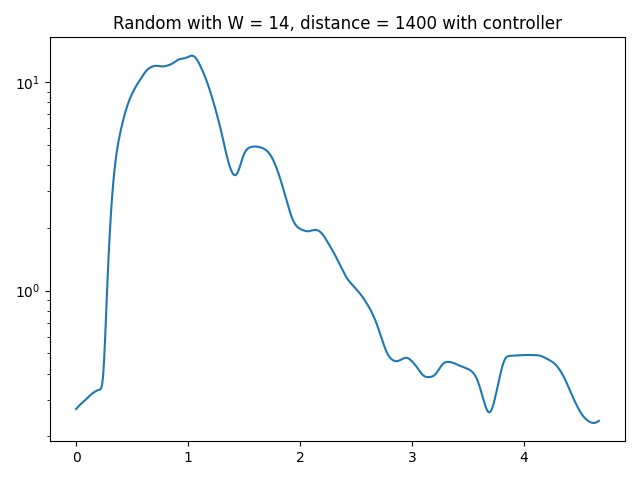 Random with W = 14, distance = 1400 with controller
10¹
10⁰
0 1 2 3 4